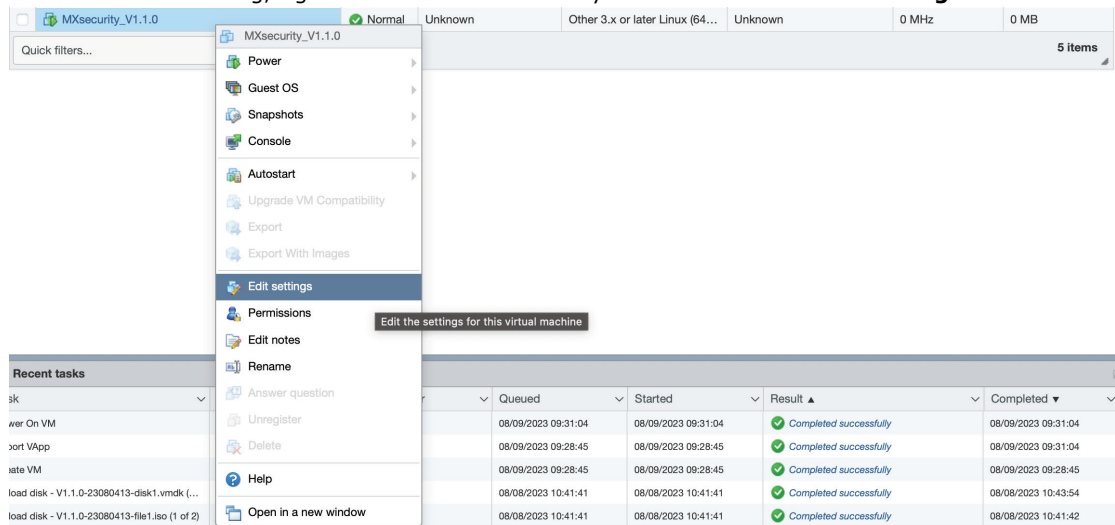 MXsecurity_V1.1.0 Normal Unknown Other 3.x or later Linux (64... Unknown 0 MHz 0 MB
Quick filters... 5 items
MXsecurity_V1.1.0
Power
Guest OS
Snapshots
Console
Autostart
Upgrade VM Compatibility
Export
Export With Images
Edit settings
Permissions
Edit the settings for this virtual machine
Edit notes
Rename
Answer question
Unregister
Delete
Help
Open in a new window
Recent tasks
sk Queued Started Result ▲ Completed ▼
wer On VM 08/09/2023 09:31:04 08/09/2023 09:31:04 Completed successfully 08/09/2023 09:31:04
port VApp 08/09/2023 09:28:45 08/09/2023 09:28:45 Completed successfully 08/09/2023 09:31:04
eate VM 08/09/2023 09:28:45 08/09/2023 09:28:45 Completed successfully 08/09/2023 09:28:45
load disk - V1.1.0-23080413-disk1.vmdk (... 08/08/2023 10:41:41 08/08/2023 10:41:41 Completed successfully 08/08/2023 10:43:54
load disk - V1.1.0-23080413-file1.iso (1 of 2) 08/08/2023 10:41:41 08/08/2023 10:41:41 Completed successfully 08/08/2023 10:41:42